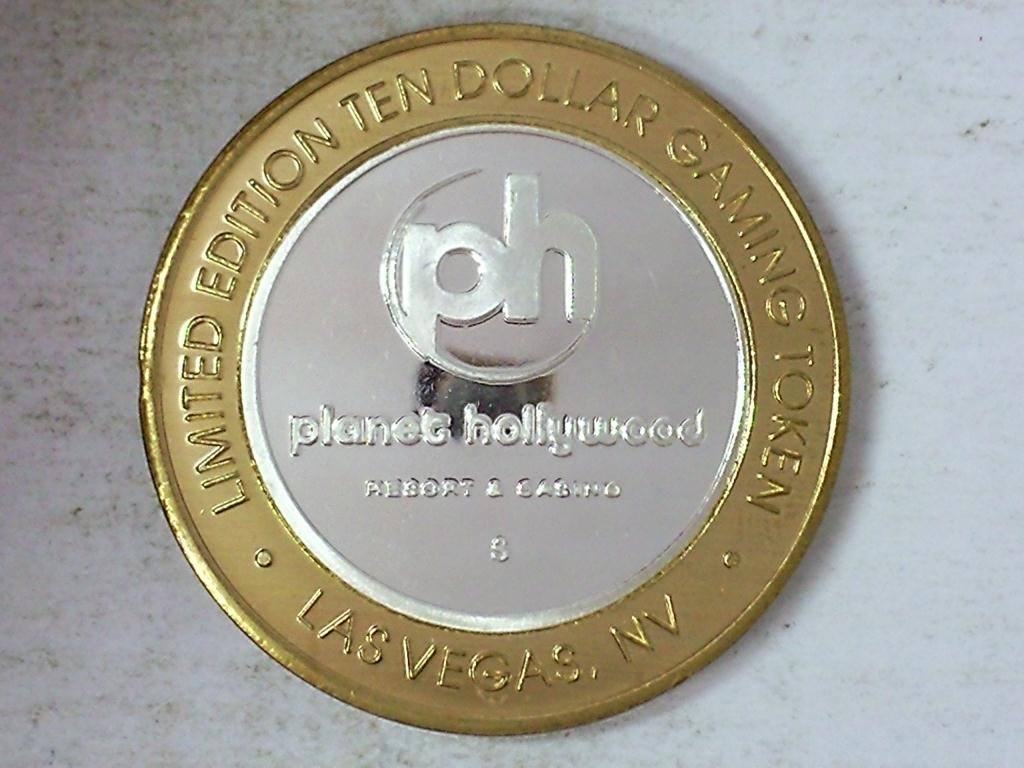 LIMITED EDITION TEN DOLLAR GAMING TOKEN
ph
planet hollywood
RESORT & CASINO
S
• LAS VEGAS, NV •